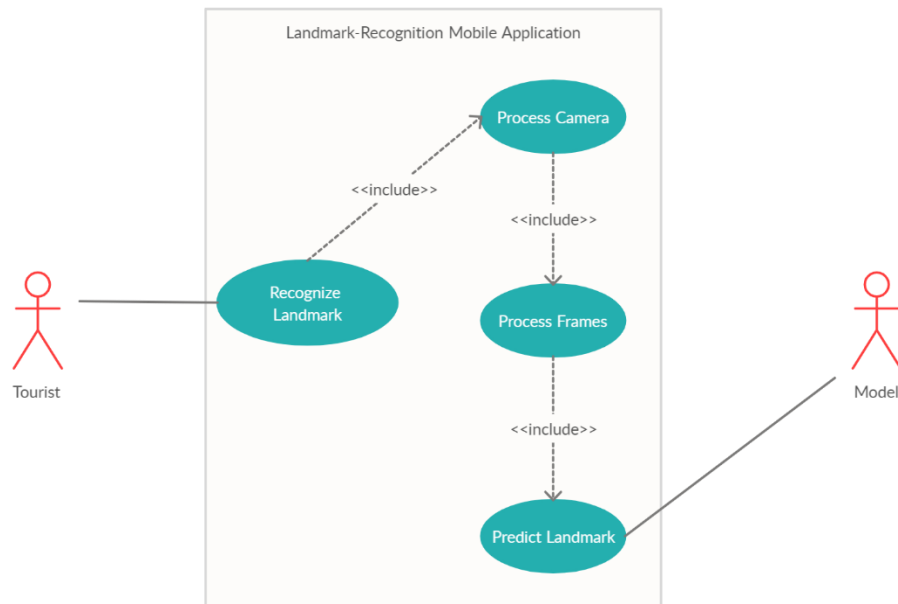 Landmark-Recognition Mobile Application
Process Camera
<<include>>
<<include>>
Recognize
Landmark
Process Frames
Tourist
Model
<<include>>
Predict Landmark